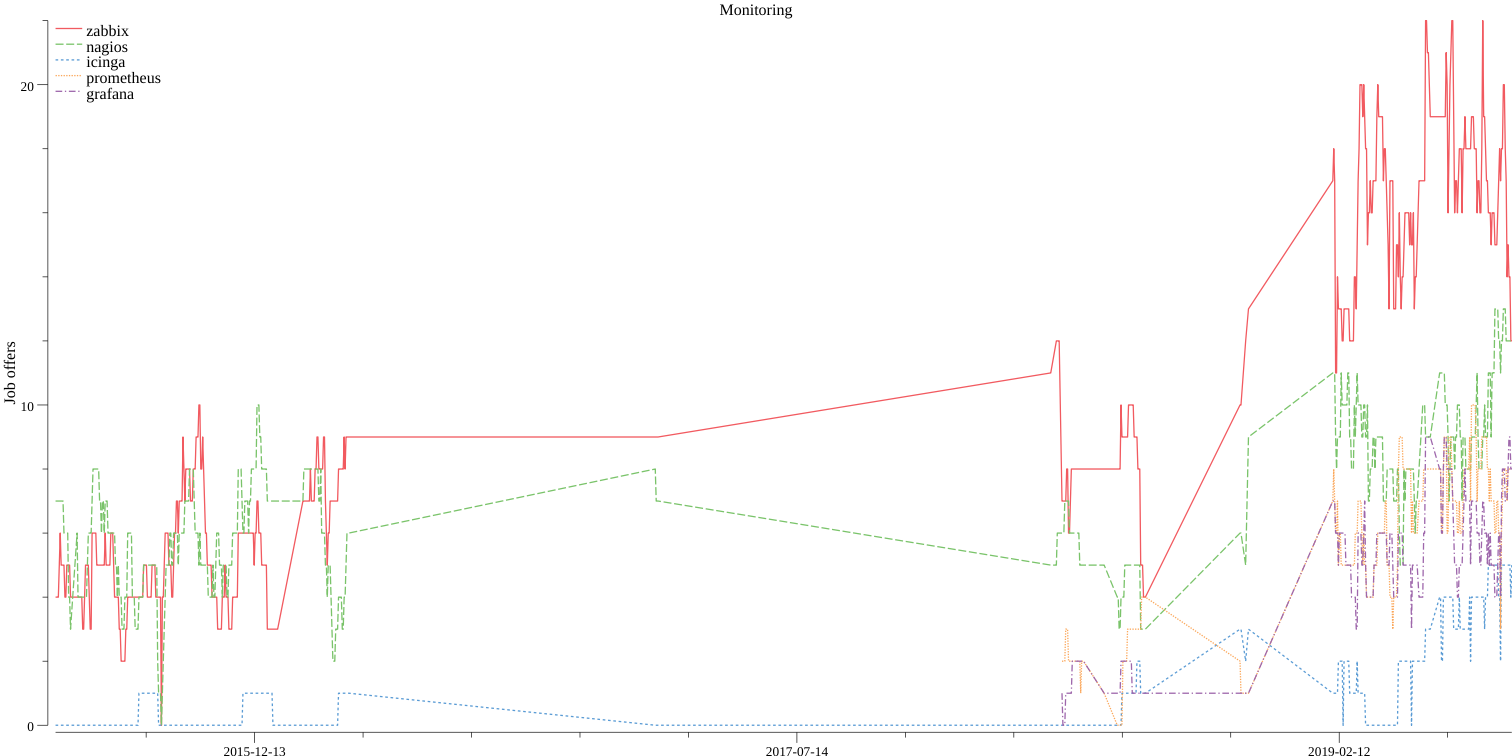 Monitoring
zabbix
nagios
icinga
prometheus
grafana
Job offers
20
10
0
2015-12-13
2017-07-14
2019-02-12